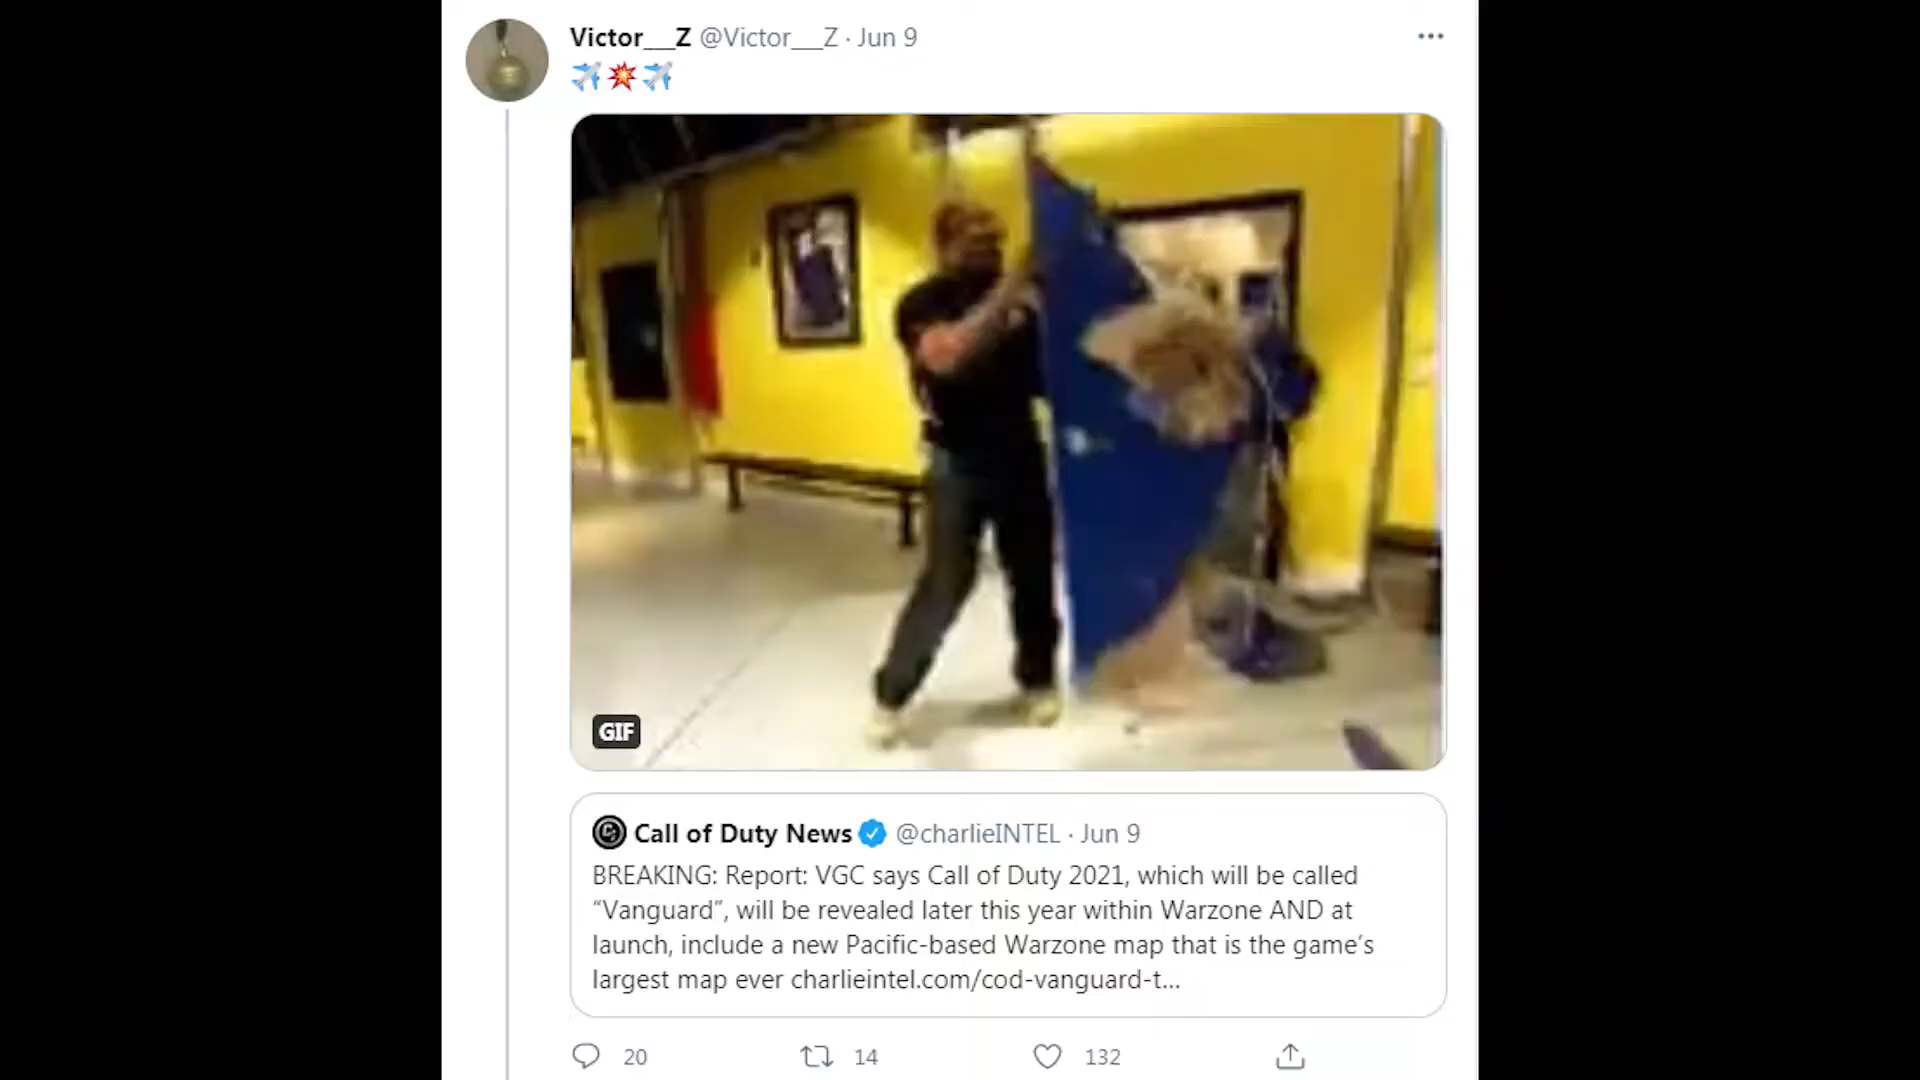 Victor___Z @Victor___Z · Jun 9
✈️💥✈️
GIF
Call of Duty News @charlieINTEL · Jun 9
BREAKING: Report: VGC says Call of Duty 2021, which will be called
“Vanguard”, will be revealed later this year within Warzone AND at
launch, include a new Pacific-based Warzone map that is the game’s
largest map ever charlieintel.com/cod-vanguard-t...
20 14 132